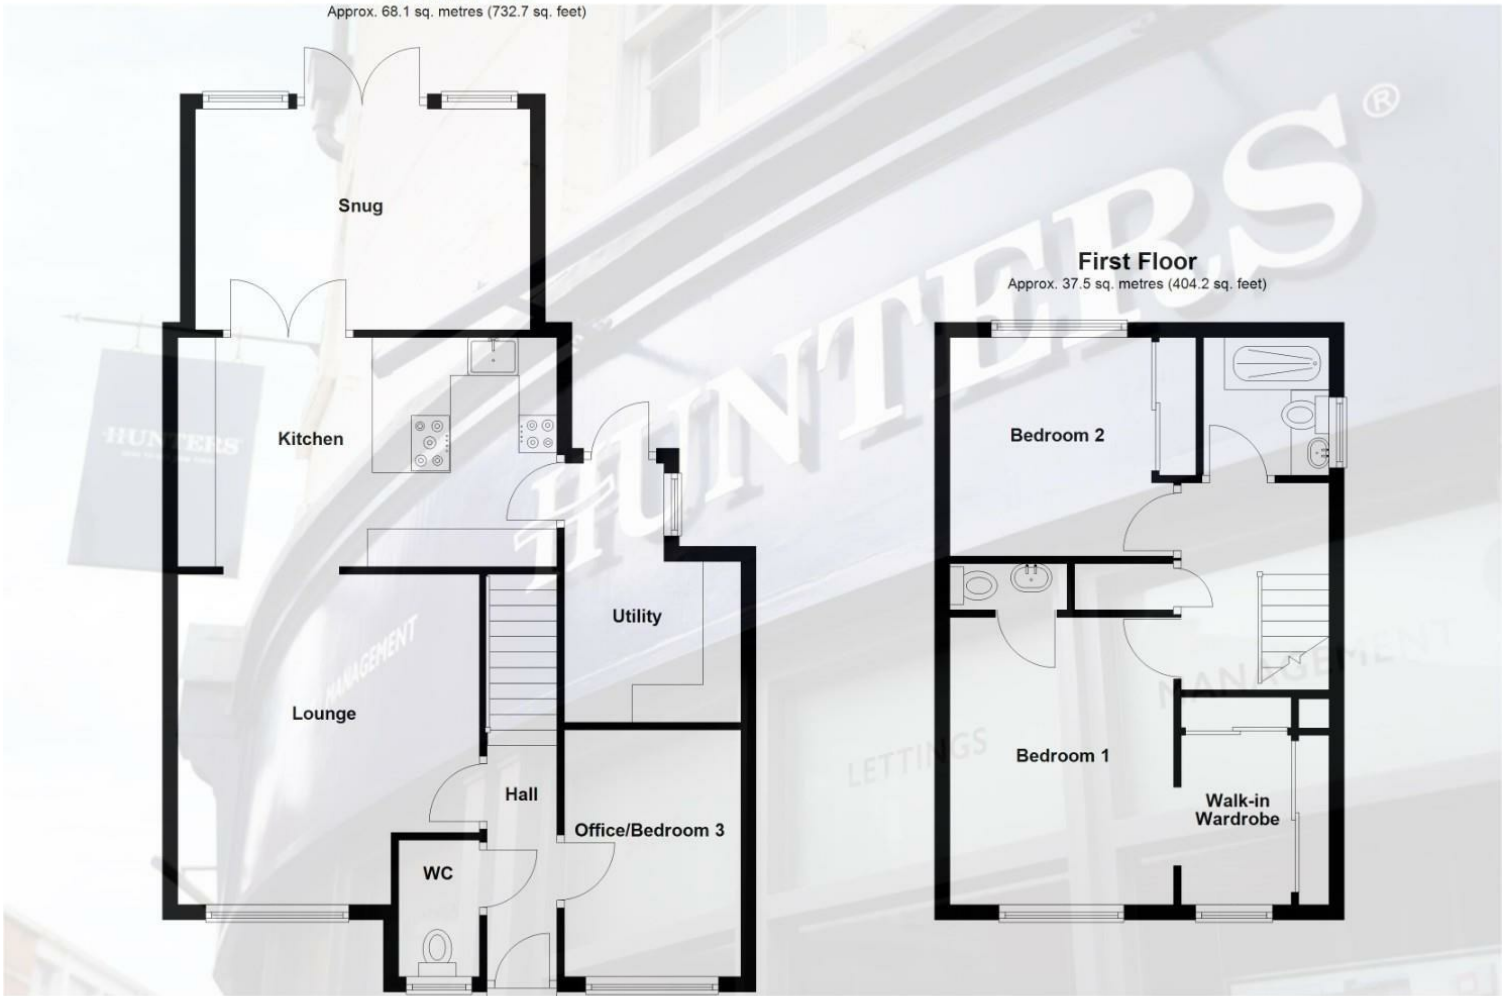 Approx. 68.1 sq. metres (732.7 sq. feet)
Snug
Kitchen
Utility
Lounge
Hall
Office/Bedroom 3
WC
First Floor
Approx. 37.5 sq. metres (404.2 sq. feet)
Bedroom 2
Bedroom 1
Walk-in
Wardrobe
HUNTERS®
HUNTERS
MANAGEMENT
LETTINGS
MANAGEMENT